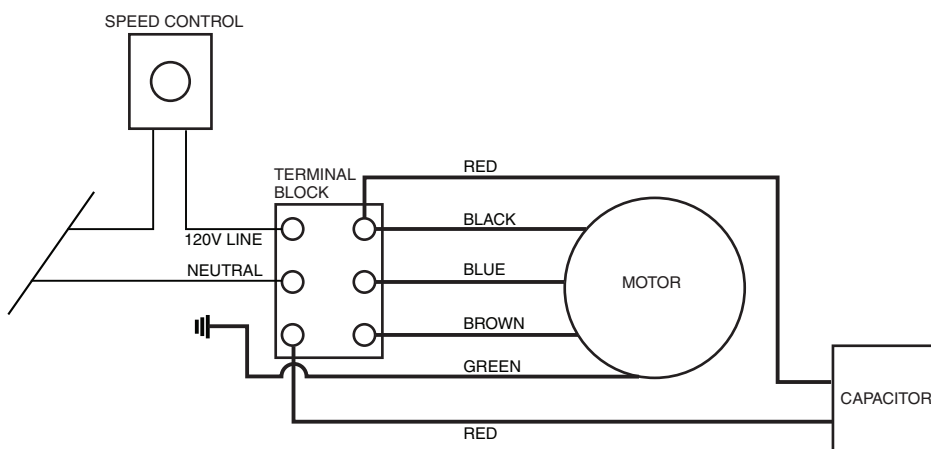 SPEED CONTROL
TERMINAL
BLOCK
RED
120V LINE
BLACK
NEUTRAL
BLUE
MOTOR
BROWN
GREEN
CAPACITOR
RED